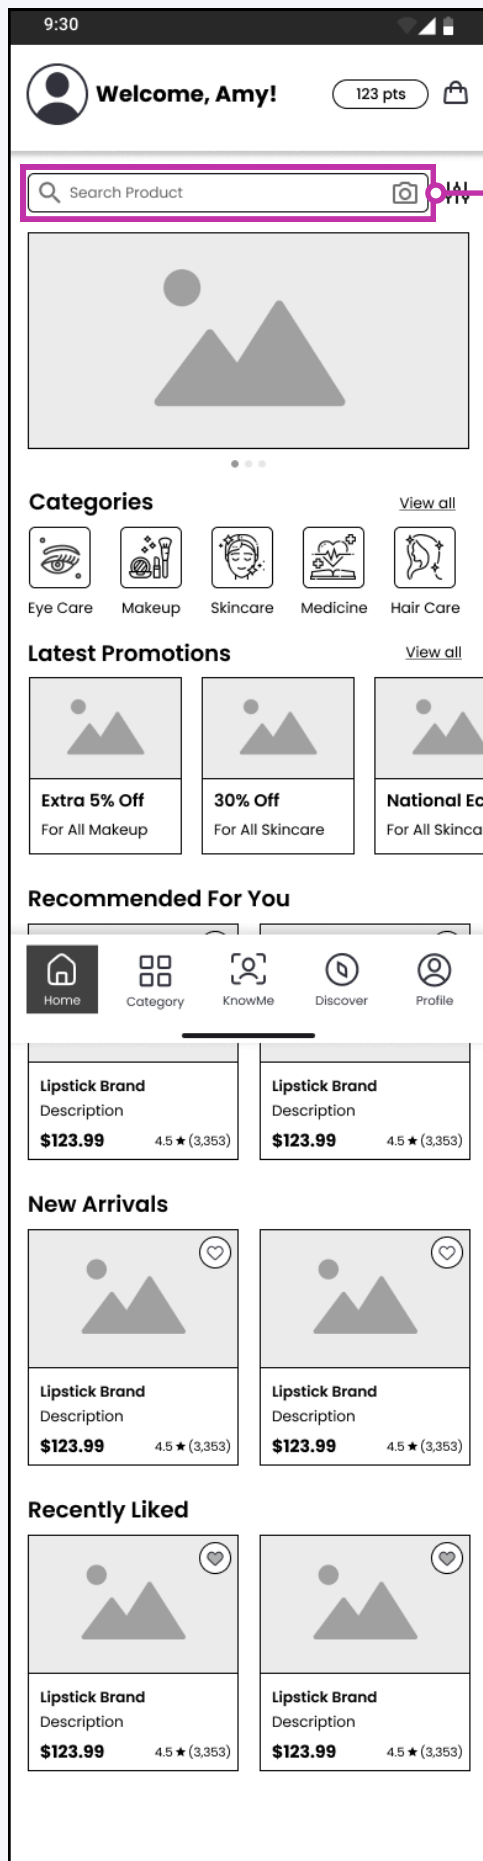 9:30
Welcome, Amy!
123 pts
Search Product
Categories
View all
Eye Care Makeup Skincare Medicine Hair Care
Latest Promotions
View all
Extra 5% Off
For All Makeup
30% Off
For All Skincare
National Ec
For All Skinca
Recommended For You
Home Category KnowMe Discover Profile
Lipstick Brand
Description
$123.99 4.5 ★ (3,353)
Lipstick Brand
Description
$123.99 4.5 ★ (3,353)
New Arrivals
Lipstick Brand
Description
$123.99 4.5 ★ (3,353)
Lipstick Brand
Description
$123.99 4.5 ★ (3,353)
Recently Liked
Lipstick Brand
Description
$123.99 4.5 ★ (3,353)
Lipstick Brand
Description
$123.99 4.5 ★ (3,353)